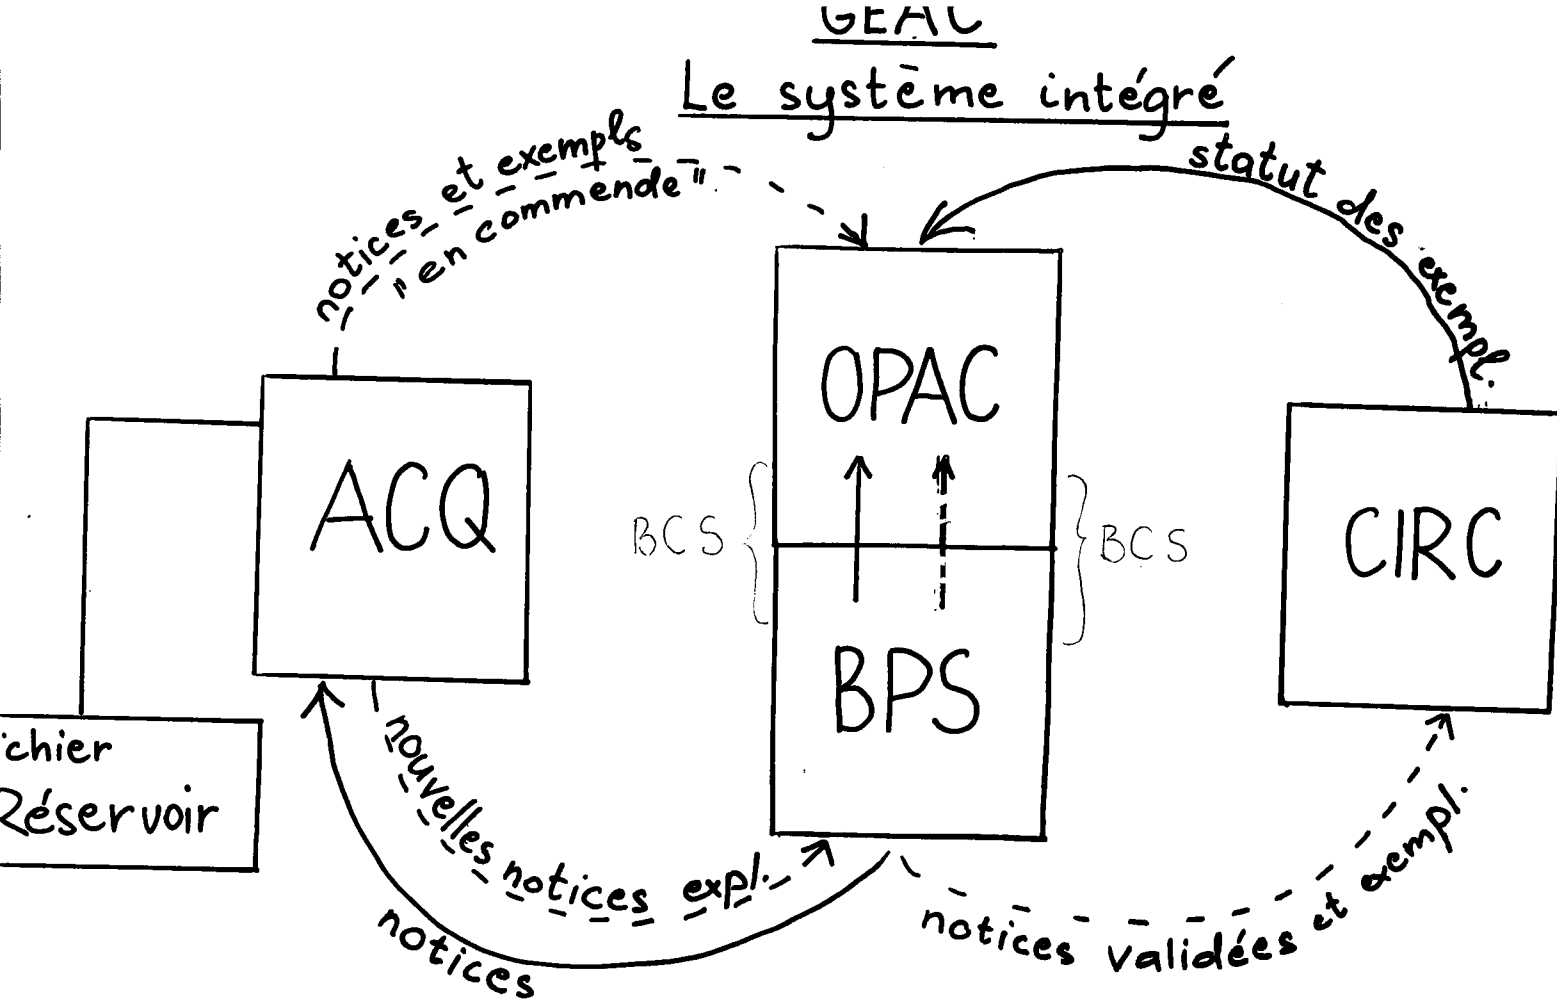 GEAC
Le système intégré
notices et exempls
"en commende"
statut des exempl.
OPAC
ACQ
BCS
BCS
CIRC
BPS
chier
Réservoir
nouvelles notices expl.
notices
notices validées et exempl.